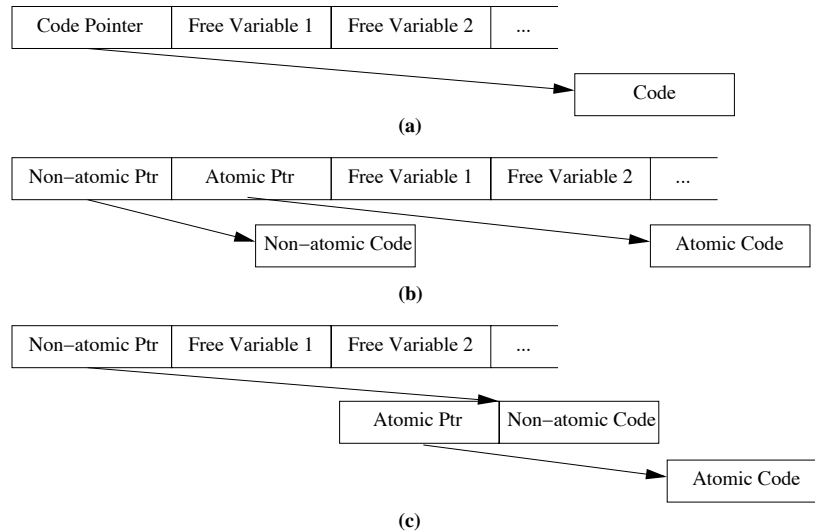 Code Pointer Free Variable 1 Free Variable 2 ...
Code
(a)
Non−atomic Ptr Atomic Ptr Free Variable 1 Free Variable 2 ...
Non−atomic Code Atomic Code
(b)
Non−atomic Ptr Free Variable 1 Free Variable 2 ...
Atomic Ptr Non−atomic Code
Atomic Code
(c)